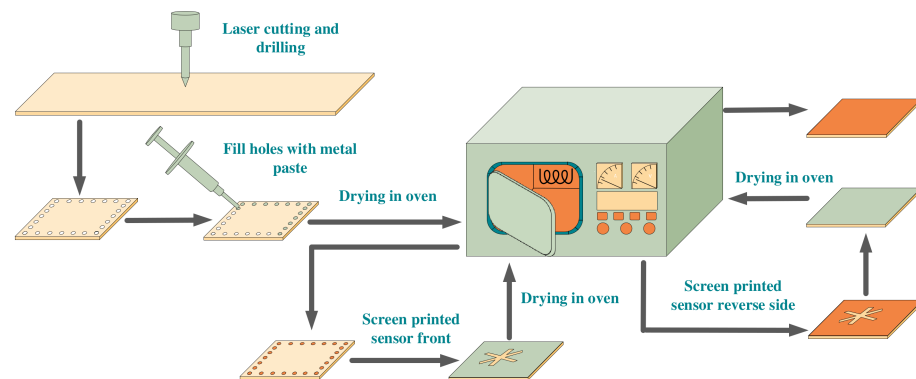 Laser cutting and
drilling
Fill holes with metal
paste
Drying in oven
Drying in oven
Drying in oven
Screen printed
sensor front
Screen printed
sensor reverse side